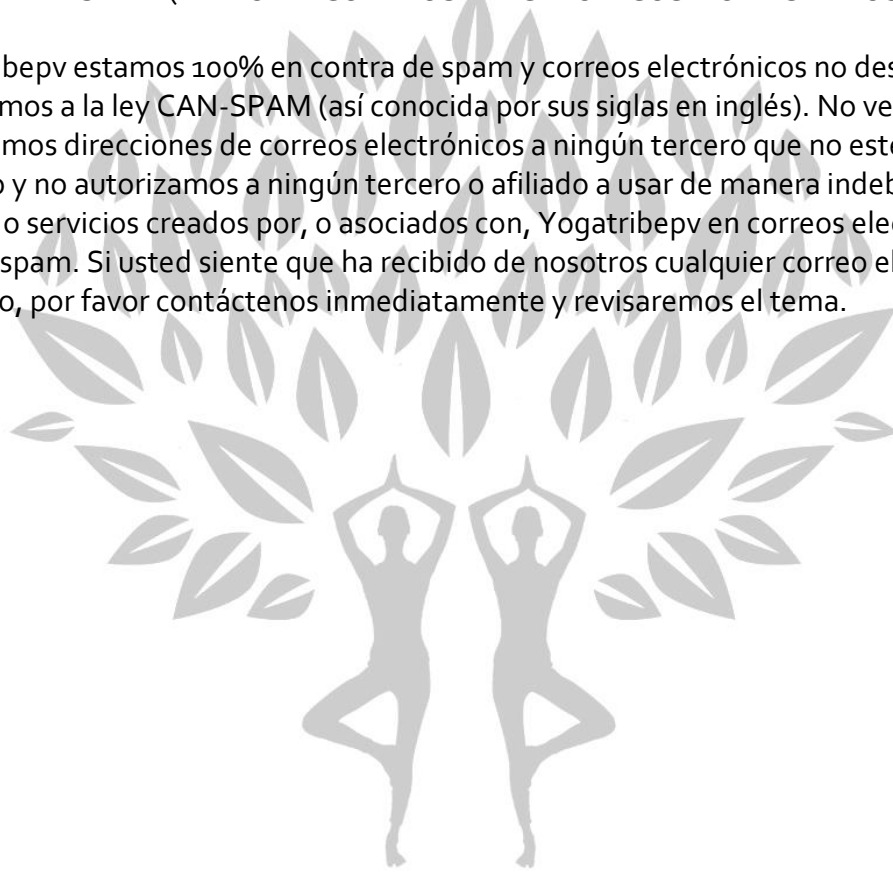 bepv estamos 100% en contra de spam y correos electrónicos no des
mos a la ley CAN-SPAM (así conocida por sus siglas en inglés). No ve
mos direcciones de correos electrónicos a ningún tercero que no est
y no autorizamos a ningún tercero o afiliado a usar de manera indeb
o servicios creados por, o asociados con, Yogatribepv en correos ele
spam. Si usted siente que ha recibido de nosotros cualquier correo el
o, por favor contáctenos inmediatamente y revisaremos el tema.